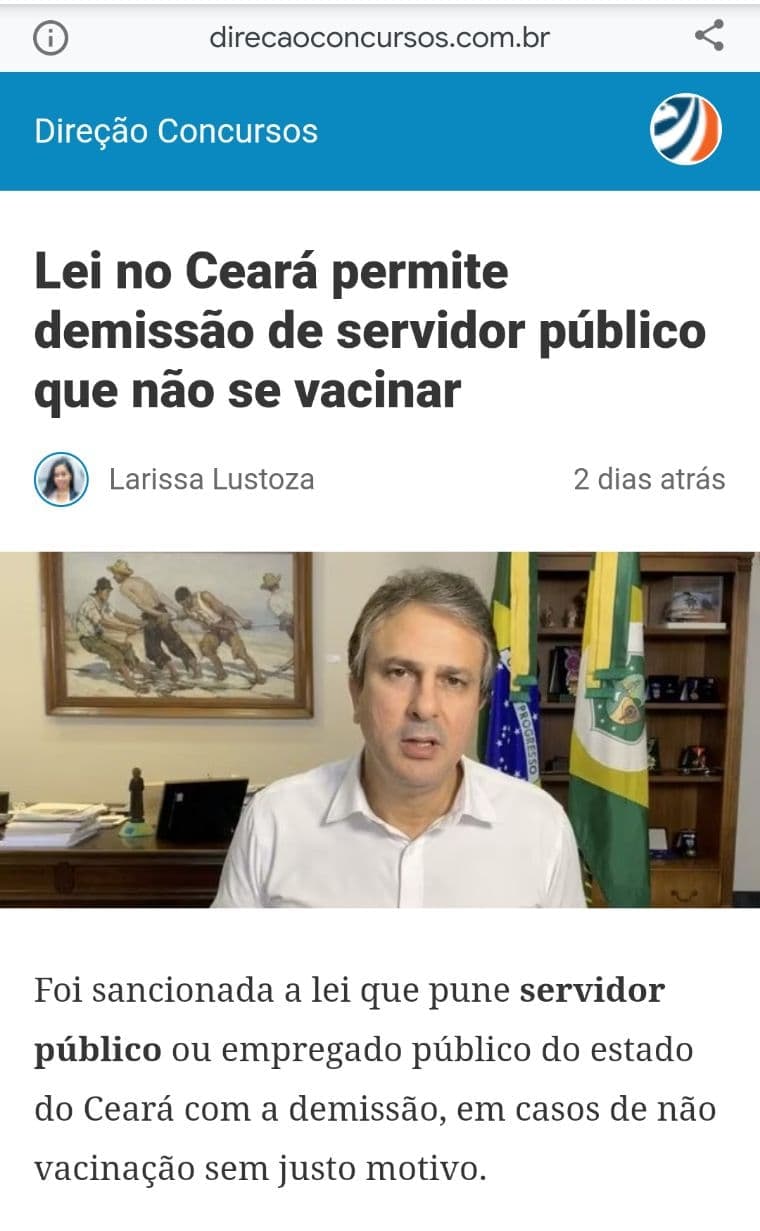 direcaoconcursos.com.br
Direção Concursos
Lei no Ceará permite
demissão de servidor público
que não se vacinar
Larissa Lustoza
2 dias atrás
PROGRESSO
Foi sancionada a lei que pune servidor
público ou empregado público do estado
do Ceará com a demissão, em casos de não
vacinação sem justo motivo.